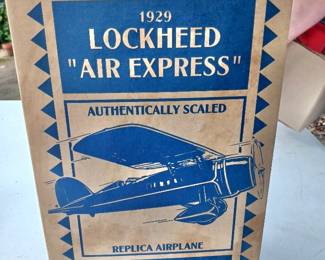 1929
LOCKHEED
"AIR EXPRESS"
AUTHENTICALLY SCALED
REPLICA AIRPLANE